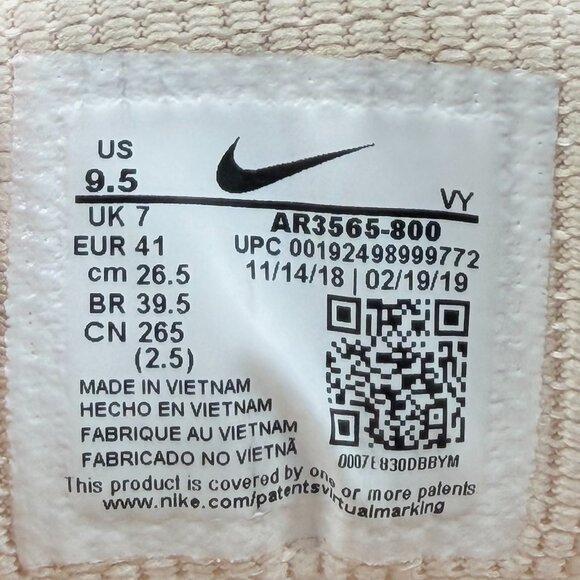 US
9.5
VY
UK 7
AR3565-800
EUR 41
UPC 00192498999772
cm 26.5
11/14/18 | 02/19/19
BR 39.5
CN 265
(2.5)
MADE IN VIETNAM
HECHO EN VIETNAM
FABRIQUE AU VIETNAM
FABRICADO NO VIETNÃ
This product is covered by one or more patents
www.nike.com/patentsvirtualmarking